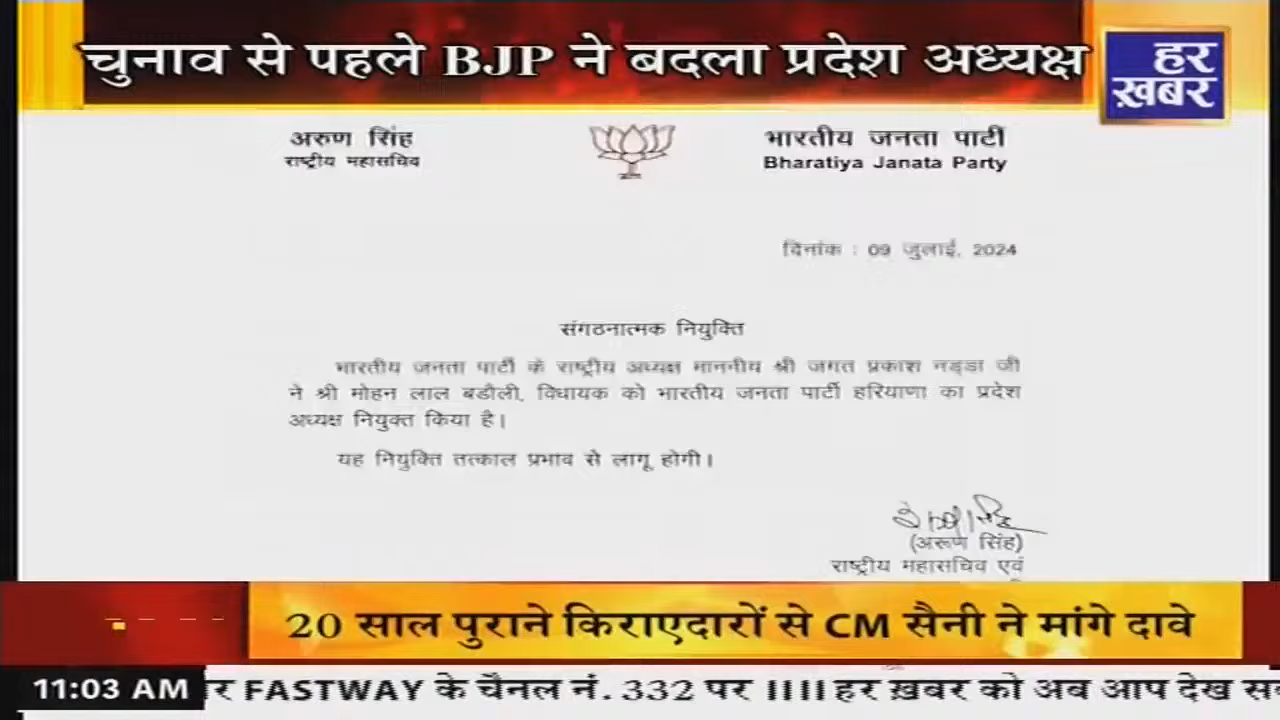 चुनाव से पहले BJP ने बदला प्रदेश अध्यक्ष
हर
ख़बर
अरुण सिंह
राष्ट्रीय महासचिव
भारतीय जनता पार्टी
Bharatiya Janata Party
दिनांक : 09 जुलाई, 2024
संगठनात्मक नियुक्ति
भारतीय जनता पार्टी के राष्ट्रीय अध्यक्ष माननीय श्री जगत प्रकाश नड्डा जी
ने श्री मोहन लाल बडौली, विधायक को भारतीय जनता पार्टी हरियाणा का प्रदेश
अध्यक्ष नियुक्त किया है।
यह नियुक्ति तत्काल प्रभाव से लागू होगी।
(अरूण सिंह)
राष्ट्रीय महासचिव एवं
20 साल पुराने किराएदारों से CM सैनी ने मांगे दावे
11:03 AM
र FASTWAY के चैनल नं. 332 पर IIII हर ख़बर को अब आप देख